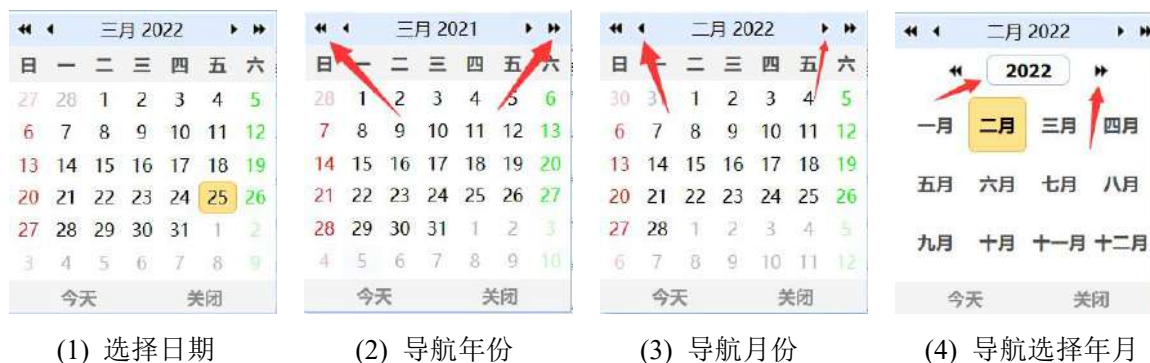 三月 2022
日 一 二 三 四 五 六
27 28 1 2 3 4 5
6 7 8 9 10 11 12
13 14 15 16 17 18 19
20 21 22 23 24 25 26
27 28 29 30 31 1 2
3 4 5 6 7 8 9
今天 关闭
(1) 选择日期
三月 2021
日 一 二 三 四 五 六
28 1 2 3 4 5 6
7 8 9 10 11 12 13
14 15 16 17 18 19 20
21 22 23 24 25 26 27
28 29 30 31 1 2 3
4 5 6 7 8 9 10
今天 关闭
(2) 导航年份
二月 2022
日 一 二 三 四 五 六
30 31 1 2 3 4 5
6 7 8 9 10 11 12
13 14 15 16 17 18 19
20 21 22 23 24 25 26
27 28 1 2 3 4 5
6 7 8 9 10 11 12
今天 关闭
(3) 导航月份
二月 2022
2022
一月 二月 三月 四月
五月 六月 七月 八月
九月 十月 十一月 十二月
今天 关闭
(4) 导航选择年月